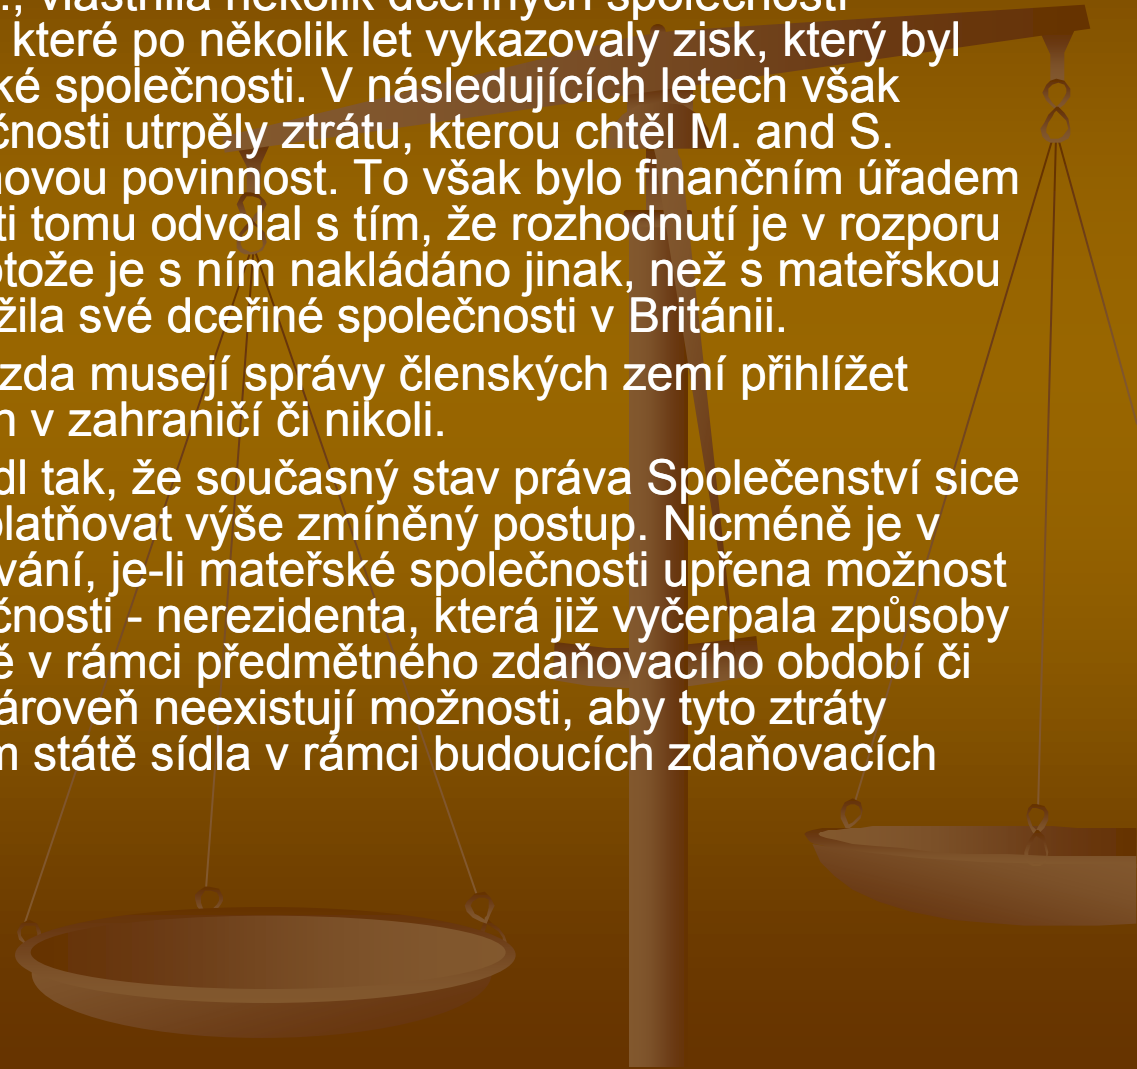 ., vlastnila několik dceřiných společností
které po několik let vykazovaly zisk, který byl
ké společnosti. V následujících letech však
čnosti utrpěly ztrátu, kterou chtěl M. and S.
ovou povinnost. To však bylo finančním úřadem
ti tomu odvolal s tím, že rozhodnutí je v rozporu
otože je s ním nakládáno jinak, než s mateřskou
žila své dceřiné společnosti v Británii.
zda musejí správy členských zemí přihlížet
h v zahraničí či nikoli.
dl tak, že současný stav práva Společenství sice
platňovat výše zmíněný postup. Nicméně je v
vání, je-li mateřské společnosti upřena možnost
čnosti - nerezidenta, která již vyčerpala způsoby
ě v rámci předmětného zdaňovacího období či
ároveň neexistují možnosti, aby tyto ztráty
m státě sídla v rámci budoucích zdaňovacích